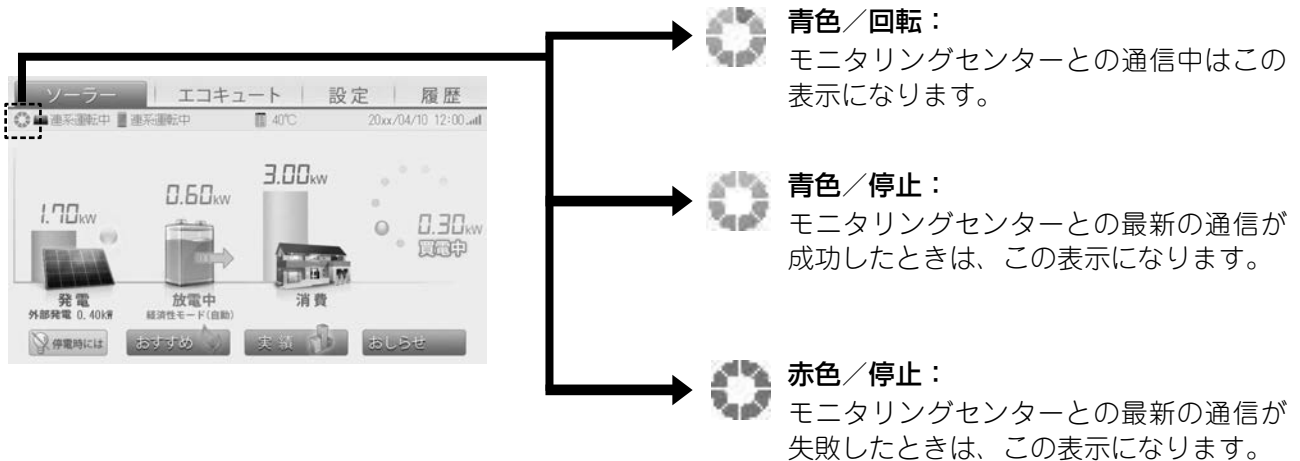 ソーラー エコキュート 設定 履歴
連系運転中 連系運転中 40℃ 20xx/04/10 12:00
1.70kW
0.60kW
3.00kW
0.30kW
買電中
発電
外部発電 0.40kW
放電中
経済性モード(自動)
消費
停電時には おすすめ 実績 おしらせ
青色／回転：
モニタリングセンターとの通信中はこの
表示になります。
青色／停止：
モニタリングセンターとの最新の通信が
成功したときは、この表示になります。
赤色／停止：
モニタリングセンターとの最新の通信が
失敗したときは、この表示になります。